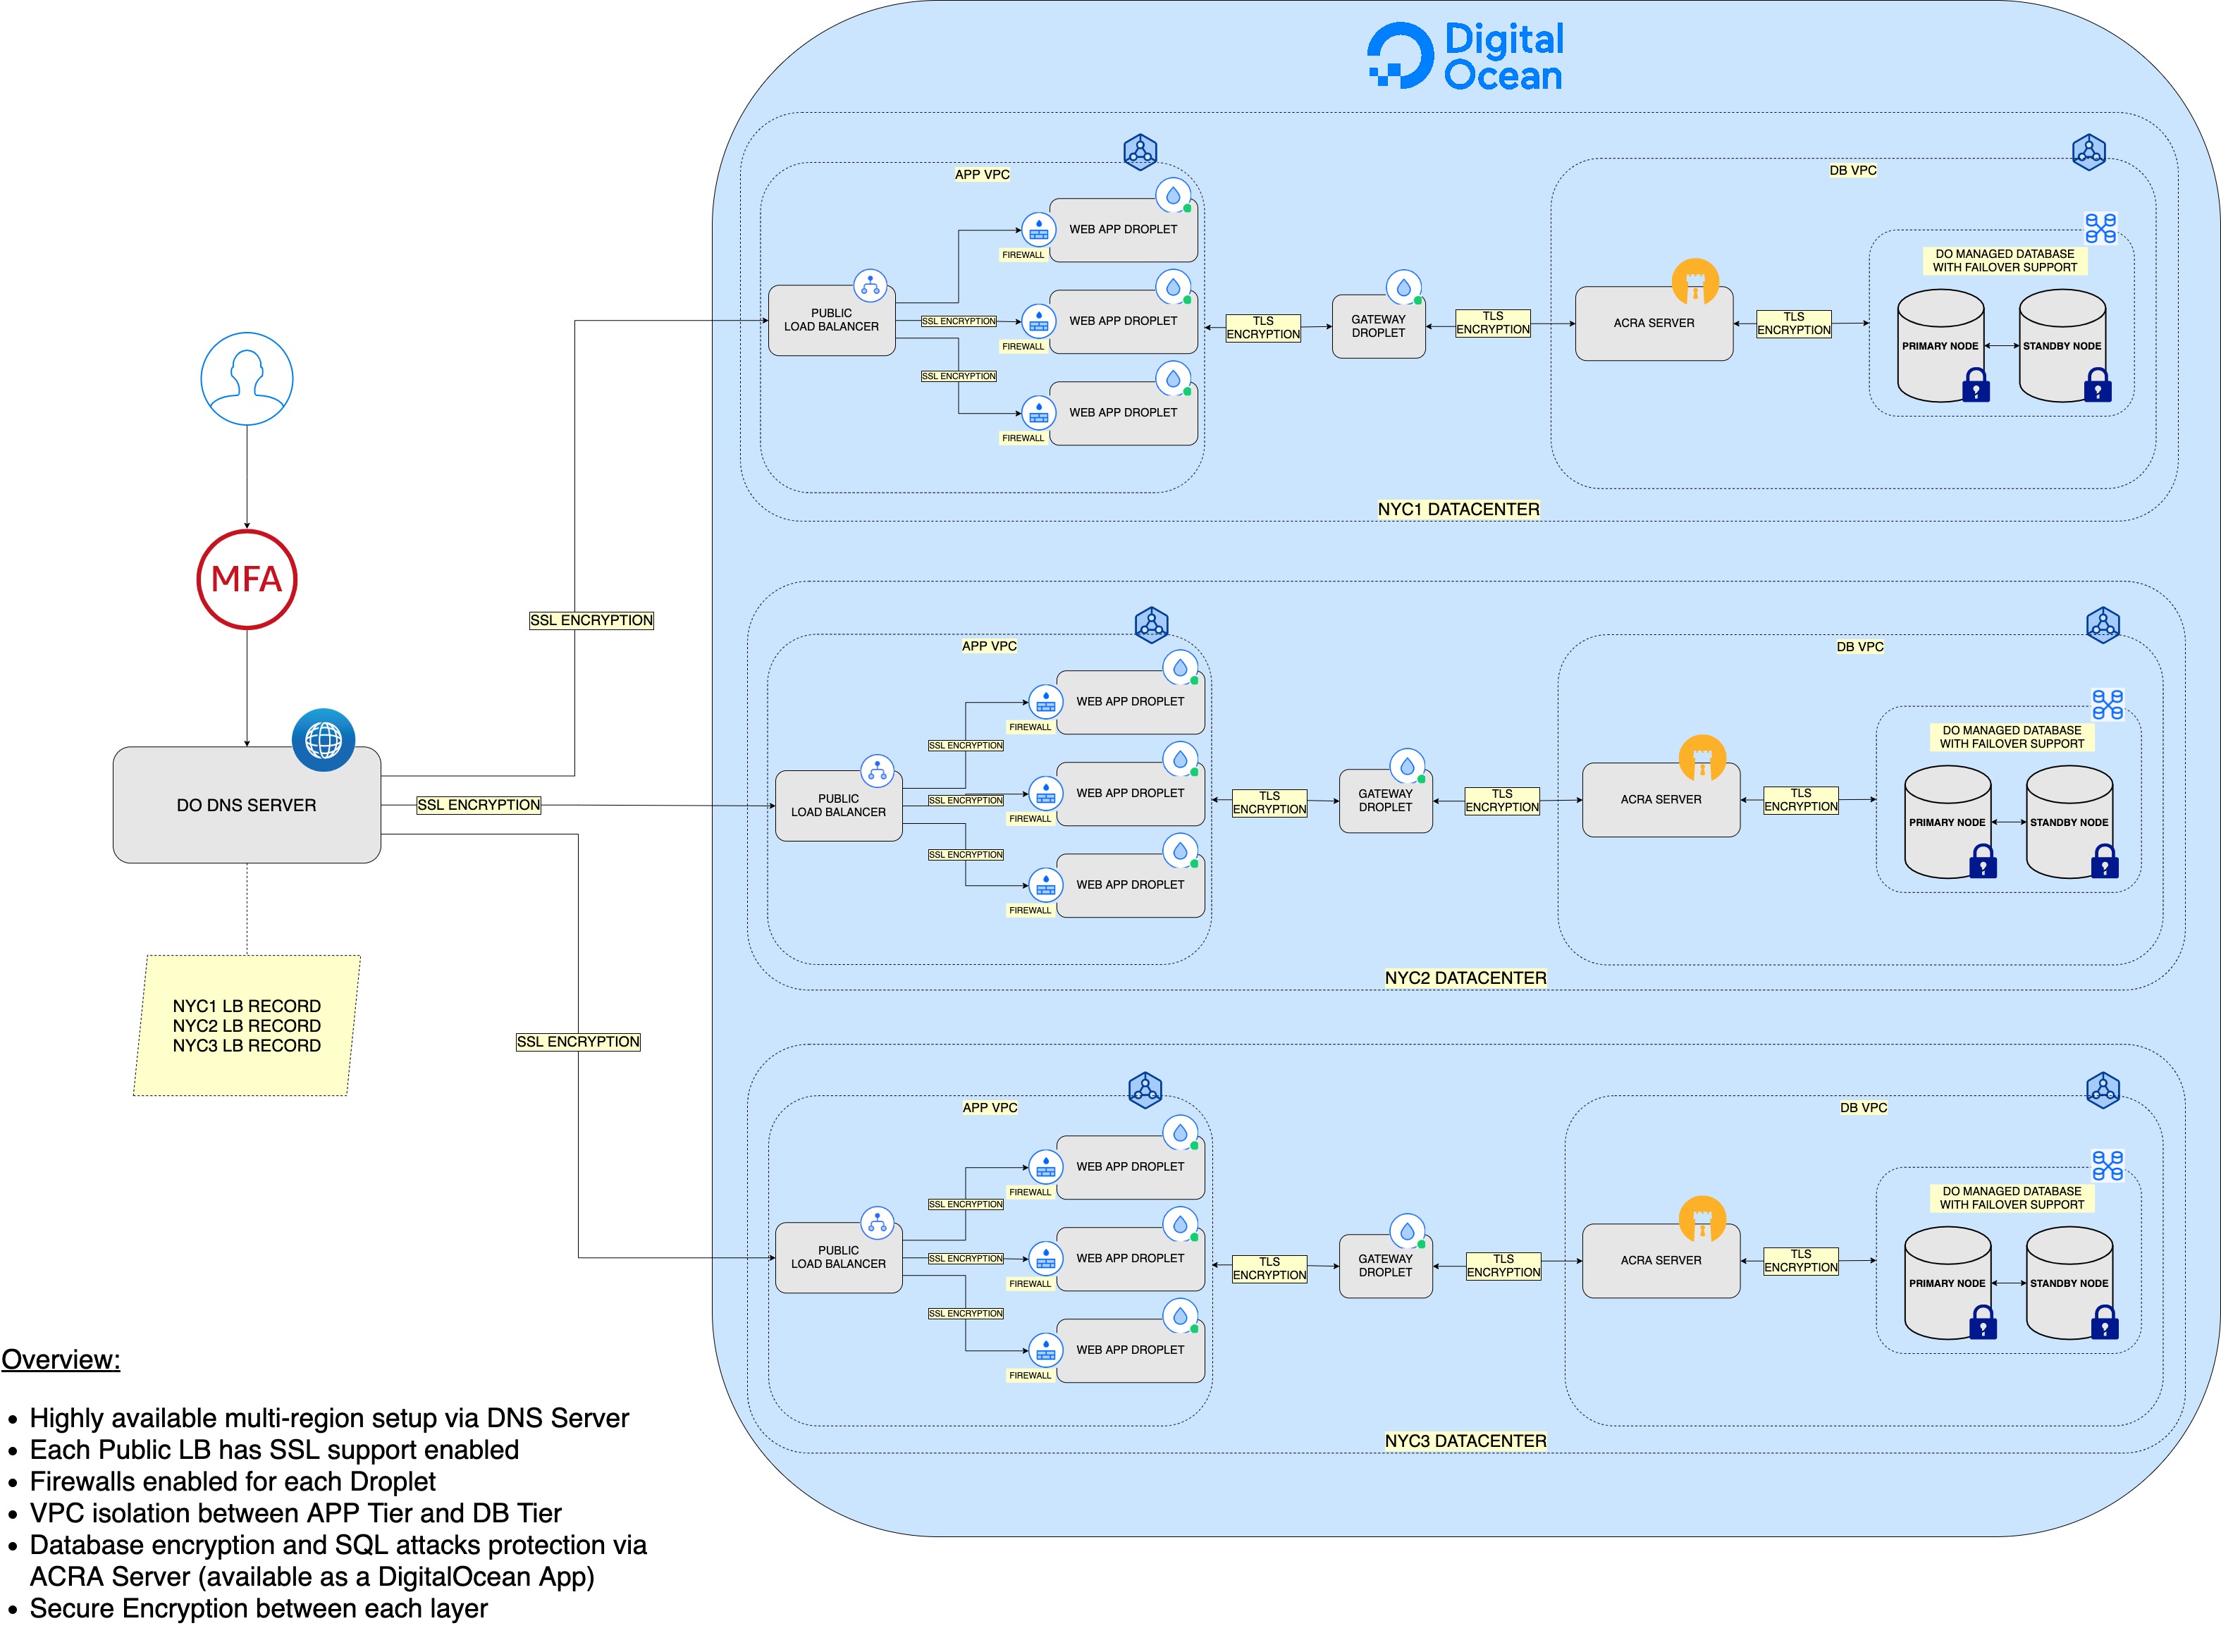 Digital
Ocean
APP VPC
DB VPC
WEB APP DROPLET
FIREWALL
DO MANAGED DATABASE
WITH FAILOVER SUPPORT
PUBLIC
LOAD BALANCER
SSL ENCRYPTION
WEB APP DROPLET
FIREWALL
TLS
ENCRYPTION
GATEWAY
DROPLET
TLS
ENCRYPTION
ACRA SERVER
TLS
ENCRYPTION
PRIMARY NODE
STANDBY NODE
SSL ENCRYPTION
WEB APP DROPLET
FIREWALL
NYC1 DATACENTER
MFA
SSL ENCRYPTION
APP VPC
DB VPC
WEB APP DROPLET
FIREWALL
SSL ENCRYPTION
DO MANAGED DATABASE
WITH FAILOVER SUPPORT
DO DNS SERVER
SSL ENCRYPTION
PUBLIC
LOAD BALANCER
SSL ENCRYPTION
WEB APP DROPLET
FIREWALL
TLS
ENCRYPTION
GATEWAY
DROPLET
TLS
ENCRYPTION
ACRA SERVER
TLS
ENCRYPTION
PRIMARY NODE
STANDBY NODE
SSL ENCRYPTION
WEB APP DROPLET
FIREWALL
NYC2 DATACENTER
NYC1 LB RECORD
NYC2 LB RECORD
NYC3 LB RECORD
SSL ENCRYPTION
APP VPC
DB VPC
WEB APP DROPLET
FIREWALL
SSL ENCRYPTION
DO MANAGED DATABASE
WITH FAILOVER SUPPORT
PUBLIC
LOAD BALANCER
SSL ENCRYPTION
WEB APP DROPLET
FIREWALL
TLS
ENCRYPTION
GATEWAY
DROPLET
TLS
ENCRYPTION
ACRA SERVER
TLS
ENCRYPTION
PRIMARY NODE
STANDBY NODE
SSL ENCRYPTION
WEB APP DROPLET
FIREWALL
NYC3 DATACENTER
Overview:
• Highly available multi-region setup via DNS Server
• Each Public LB has SSL support enabled
• Firewalls enabled for each Droplet
• VPC isolation between APP Tier and DB Tier
• Database encryption and SQL attacks protection via
ACRA Server (available as a DigitalOcean App)
• Secure Encryption between each layer